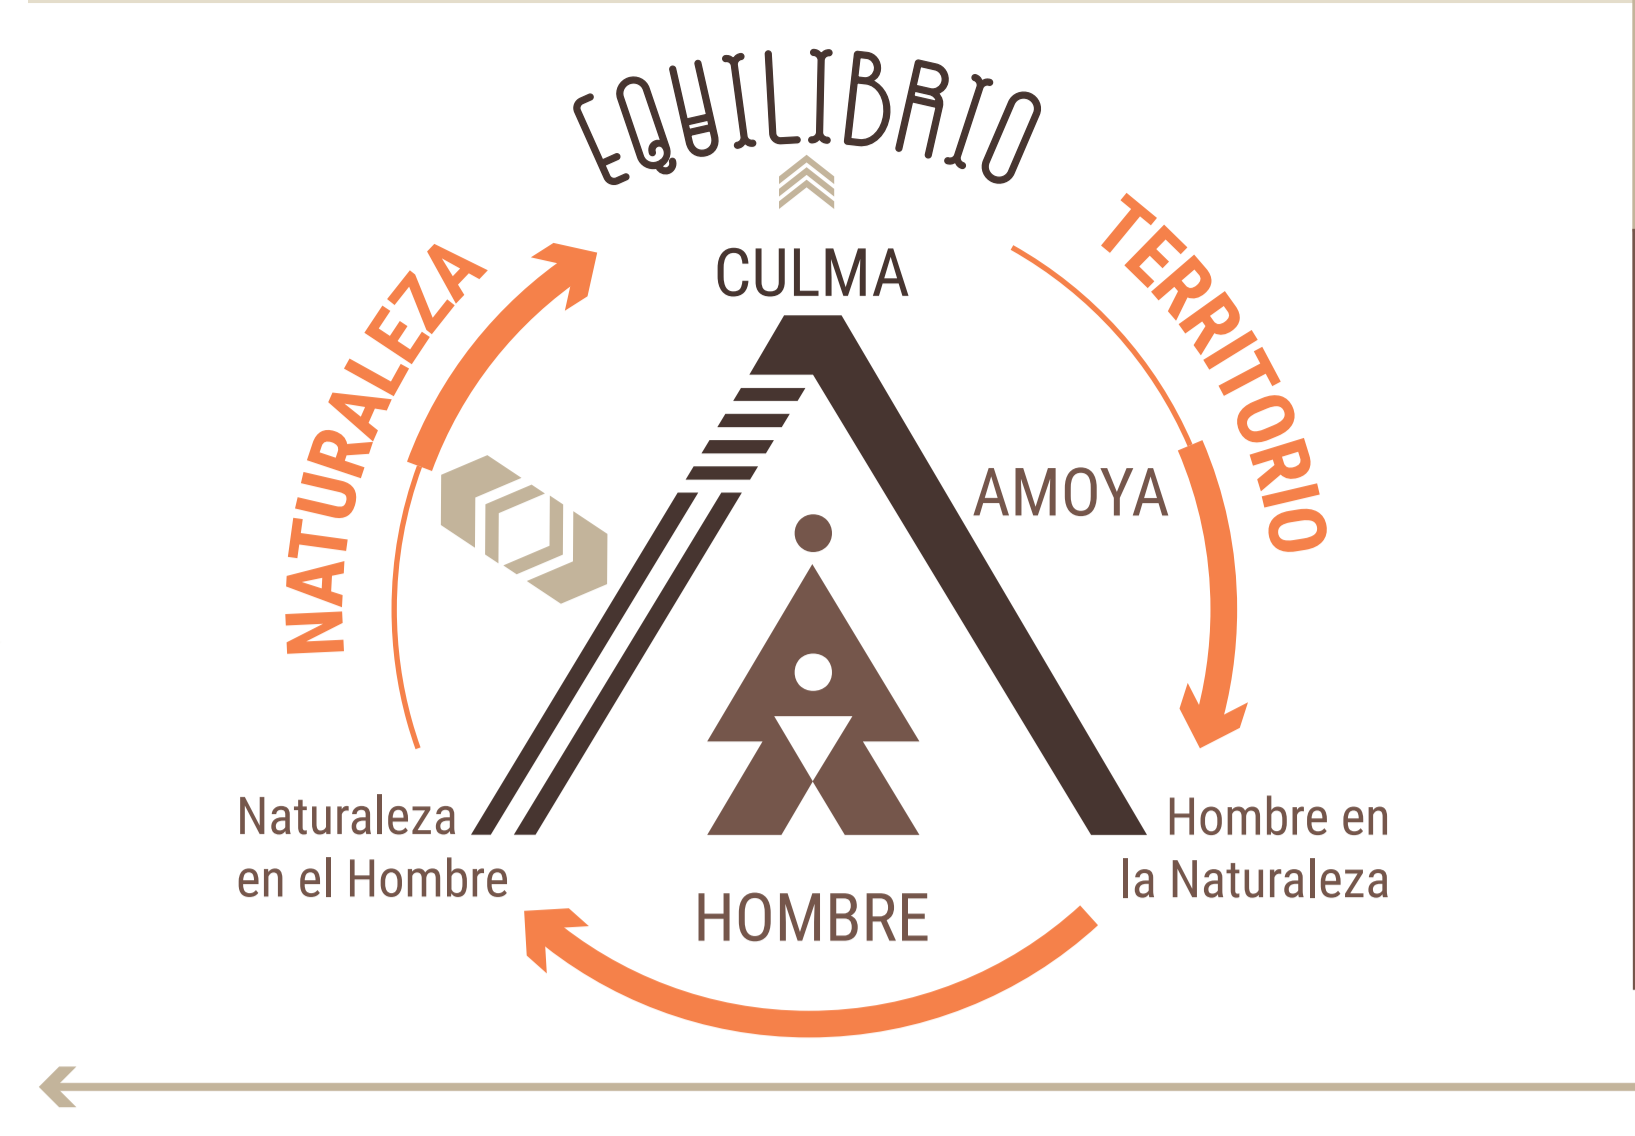 EQUILIBRIO
CULMA
NATURALEZA
TERRITORIO
AMOYA
Naturaleza
en el Hombre
HOMBRE
Hombre en
la Naturaleza